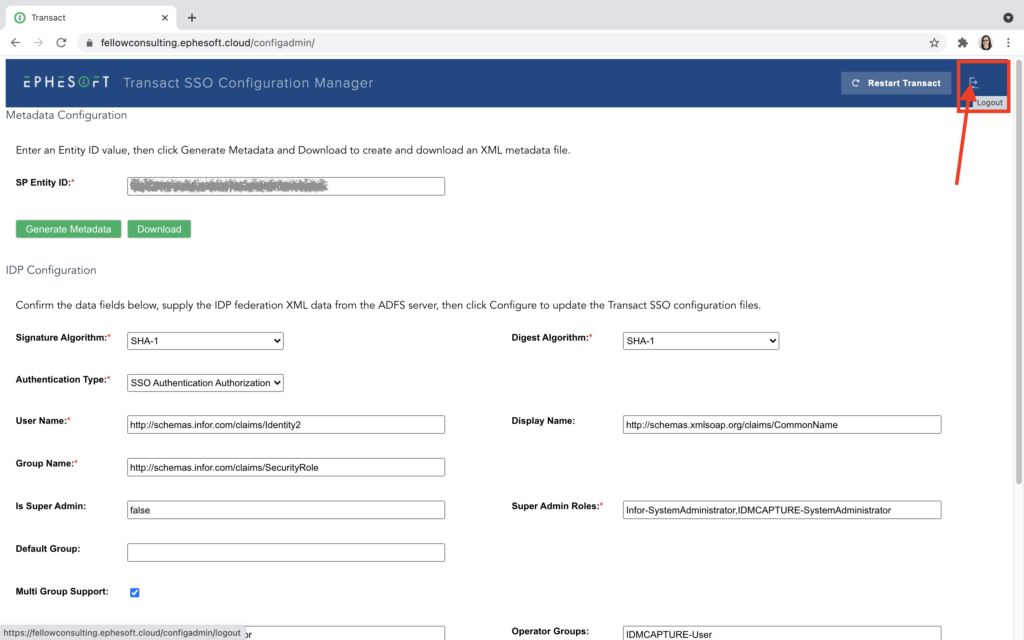 Transact
fellowconsulting.ephesoft.cloud/configadmin/
EPHESOFT Transact SSO Configuration Manager
Restart Transact
Logout
Metadata Configuration
Enter an Entity ID value, then click Generate Metadata and Download to create and download an XML metadata file.
SP Entity ID:*
Generate Metadata Download
IDP Configuration
Confirm the data fields below, supply the IDP federation XML data from the ADFS server, then click Configure to update the Transact SSO configuration files.
Signature Algorithm:* SHA-1 Digest Algorithm:* SHA-1
Authentication Type:* SSO Authentication Authorization
User Name:* http://schemas.infor.com/claims/Identity2 Display Name: http://schemas.xmlsoap.org/claims/CommonName
Group Name:* http://schemas.infor.com/claims/SecurityRole
Is Super Admin: false Super Admin Roles:* Infor-SystemAdministrator,IDMCAPTURE-SystemAdministrator
Default Group:
Multi Group Support:
https://fellowconsulting.ephesoft.cloud/configadmin/logout or Operator Groups: IDMCAPTURE-User